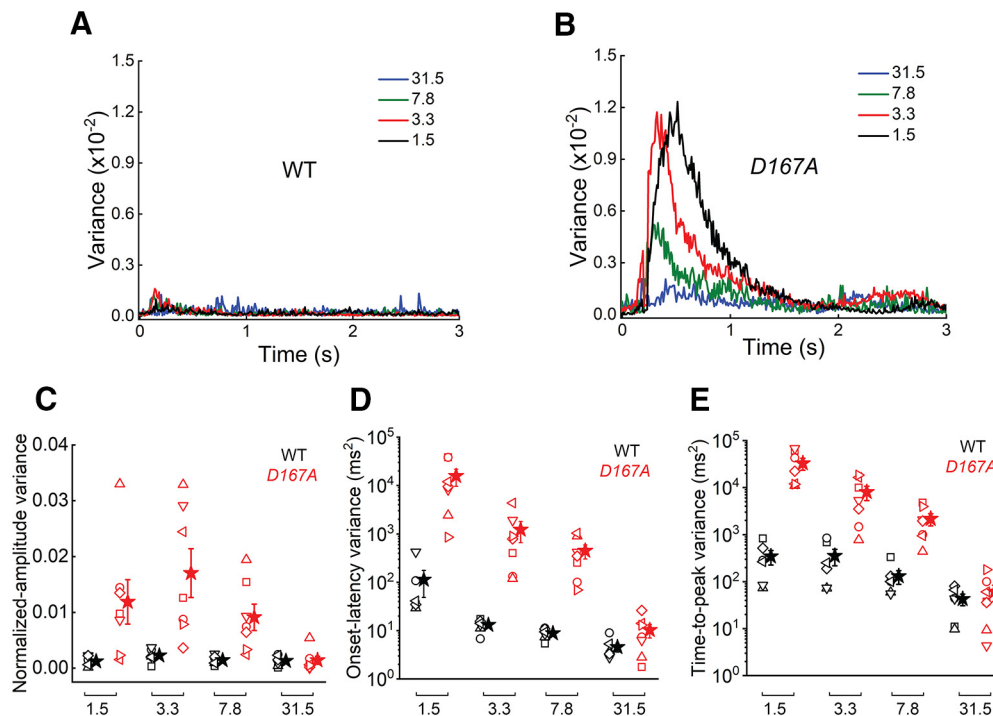 A
Variance (x10-2)
1.5
1.2
0.9
0.6
0.3
0.0
31.5
7.8
3.3
1.5
WT
0 1 2 3
Time (s)
B
Variance (x10-2)
1.5
1.2
0.9
0.6
0.3
0.0
31.5
7.8
3.3
1.5
D167A
0 1 2 3
Time (s)
C
Normalized-amplitude variance
0.04
0.03
0.02
0.01
0.00
WT
D167A
1.5 3.3 7.8 31.5
D
Onset-latency variance (ms2)
105
104
103
102
101
100
WT
D167A
1.5 3.3 7.8 31.5
E
Time-to-peak variance (ms2)
105
104
103
102
101
100
WT
D167A
1.5 3.3 7.8 31.5